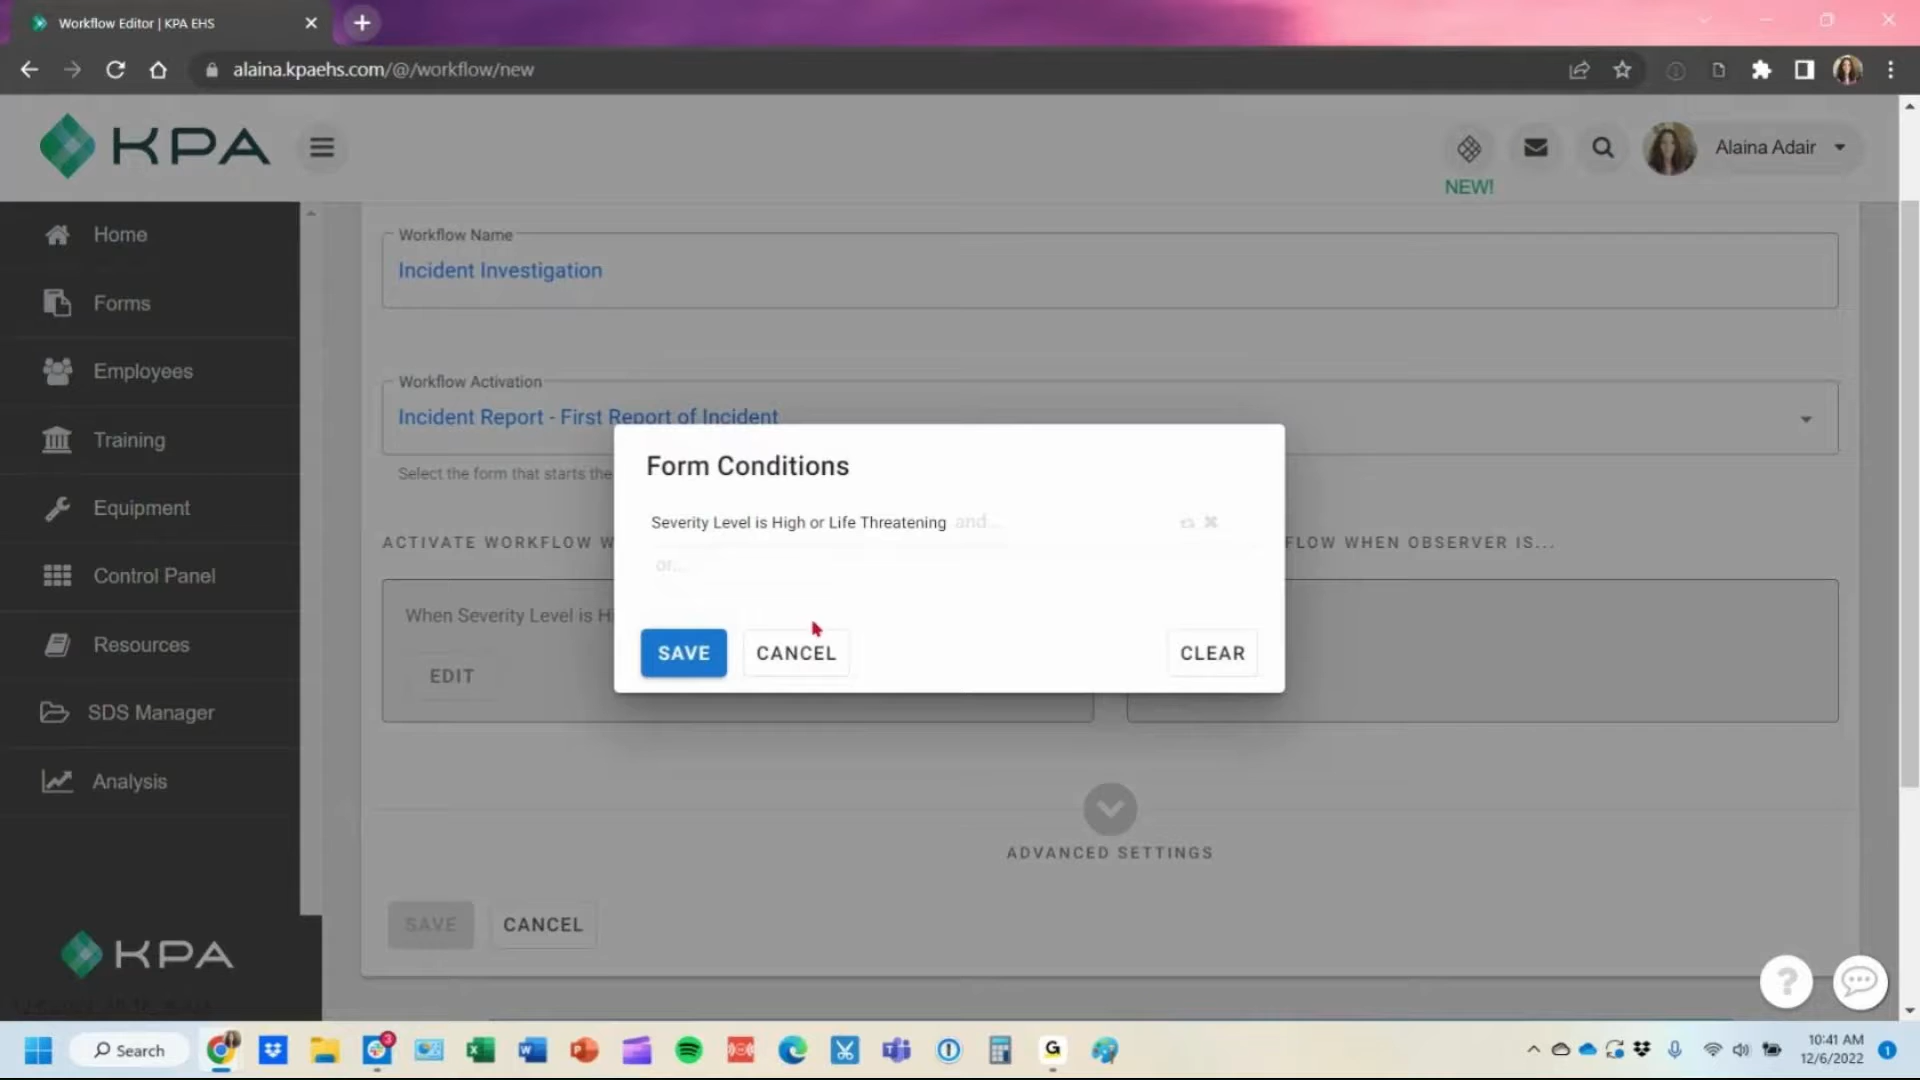 Workflow Editor | KPA EHS
alaina.kpaehs.com/@/workflow/new
KPA
NEW!
Alaina Adair
Home
Forms
Employees
Training
Equipment
Control Panel
Resources
SDS Manager
Analysis
KPA
Workflow Name
Incident Investigation
Workflow Activation
Incident Report - First Report of Incident
Select the form that starts the
ACTIVATE WORKFLOW W
FLOW WHEN OBSERVER IS...
When Severity Level is Hi
EDIT
Form Conditions
Severity Level is High or Life Threatening and...
or...
SAVE CANCEL CLEAR
ADVANCED SETTINGS
SAVE CANCEL
Search
3
10:41 AM
12/6/2022
1